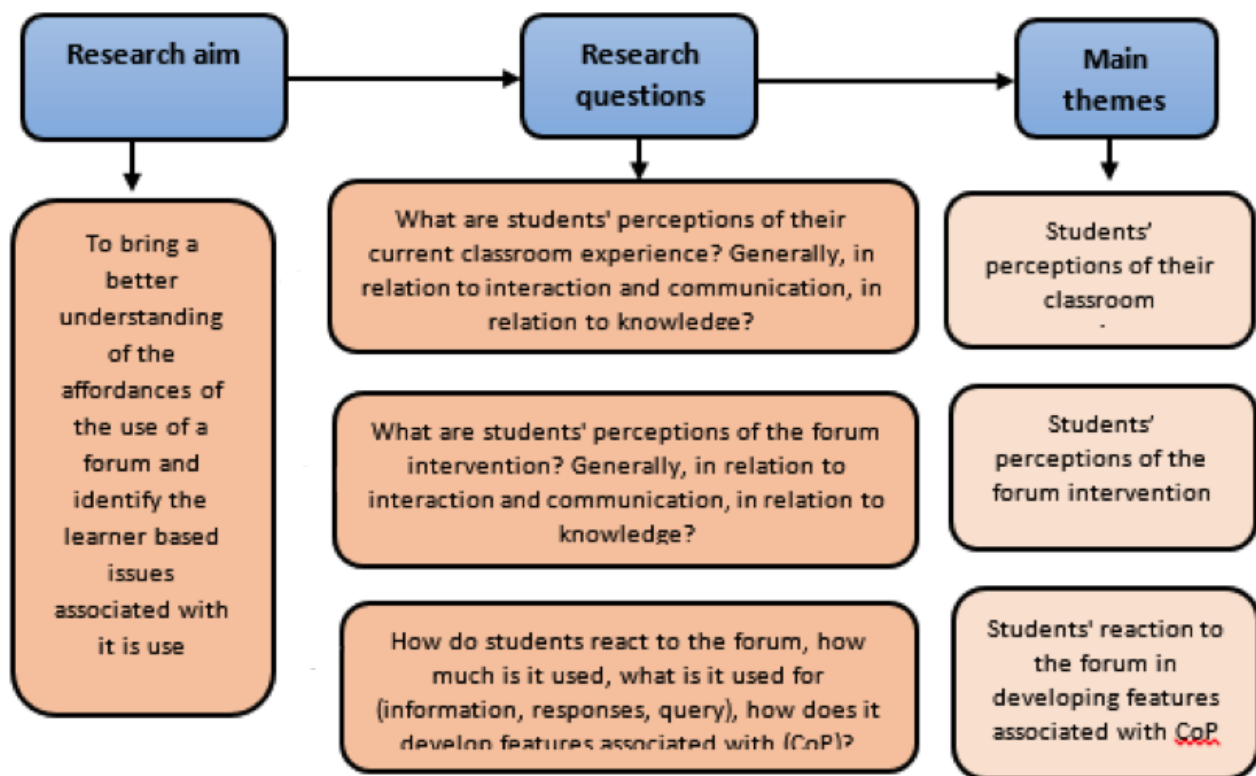 Research aim
Research
questions
Main
themes
To bring a
better
understanding
of the
affordances of
the use of a
forum and
identify the
learner based
issues
associated with
it is use
What are students' perceptions of their
current classroom experience? Generally, in
relation to interaction and communication, in
relation to knowledge?
What are students' perceptions of the forum
intervention? Generally, in relation to
interaction and communication, in relation to
knowledge?
How do students react to the forum, how
much is it used, what is it used for
(information, responses, query), how does it
develop features associated with (CoP)?
Students’
perceptions of their
classroom
Students’
perceptions of the
forum intervention
Students' reaction to
the forum in
developing features
associated with CoP